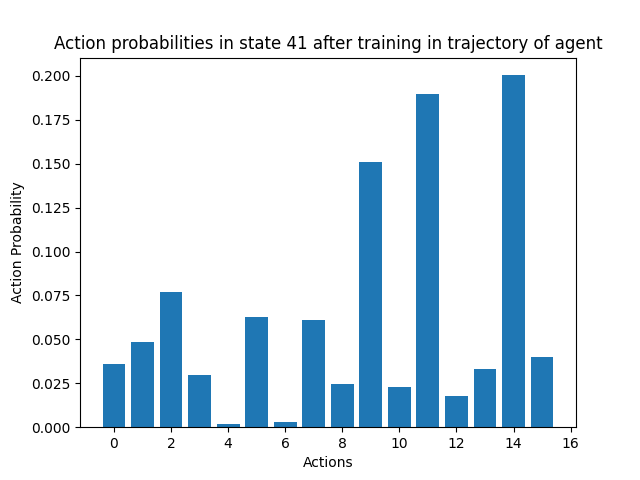 Action probabilities in state 41 after training in trajectory of agent
0.200
0.175
0.150
0.125
0.100
0.075
0.050
0.025
0.000
Action Probability
0 2 4 6 8 10 12 14 16
Actions